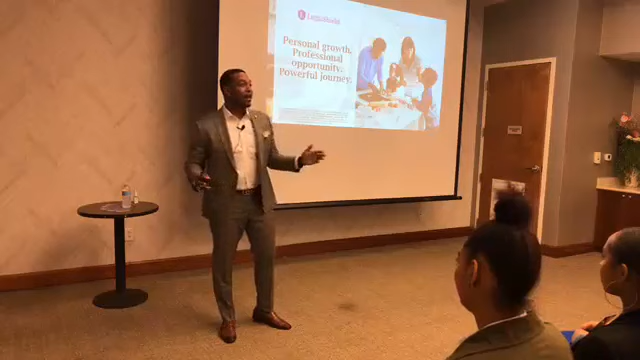 LegalShield
Personal growth.
Professional
opportunity.
Powerful journey.